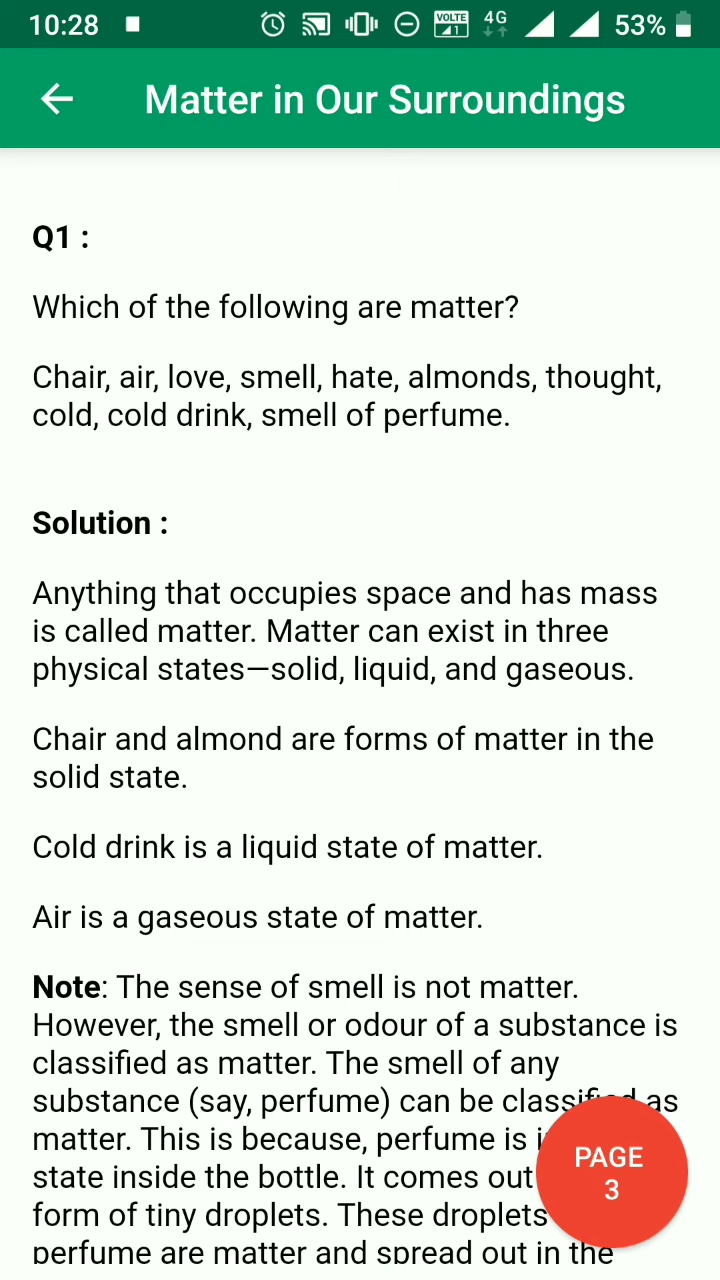 10:28
VOLTE 1 4G 53%
Matter in Our Surroundings
Q1 :
Which of the following are matter?
Chair, air, love, smell, hate, almonds, thought,
cold, cold drink, smell of perfume.
Solution :
Anything that occupies space and has mass
is called matter. Matter can exist in three
physical states—solid, liquid, and gaseous.
Chair and almond are forms of matter in the
solid state.
Cold drink is a liquid state of matter.
Air is a gaseous state of matter.
Note: The sense of smell is not matter.
However, the smell or odour of a substance is
classified as matter. The smell of any
substance (say, perfume) can be classified as
matter. This is because, perfume is
state inside the bottle. It comes out
form of tiny droplets. These droplets
perfume are matter and spread out in the
PAGE
3